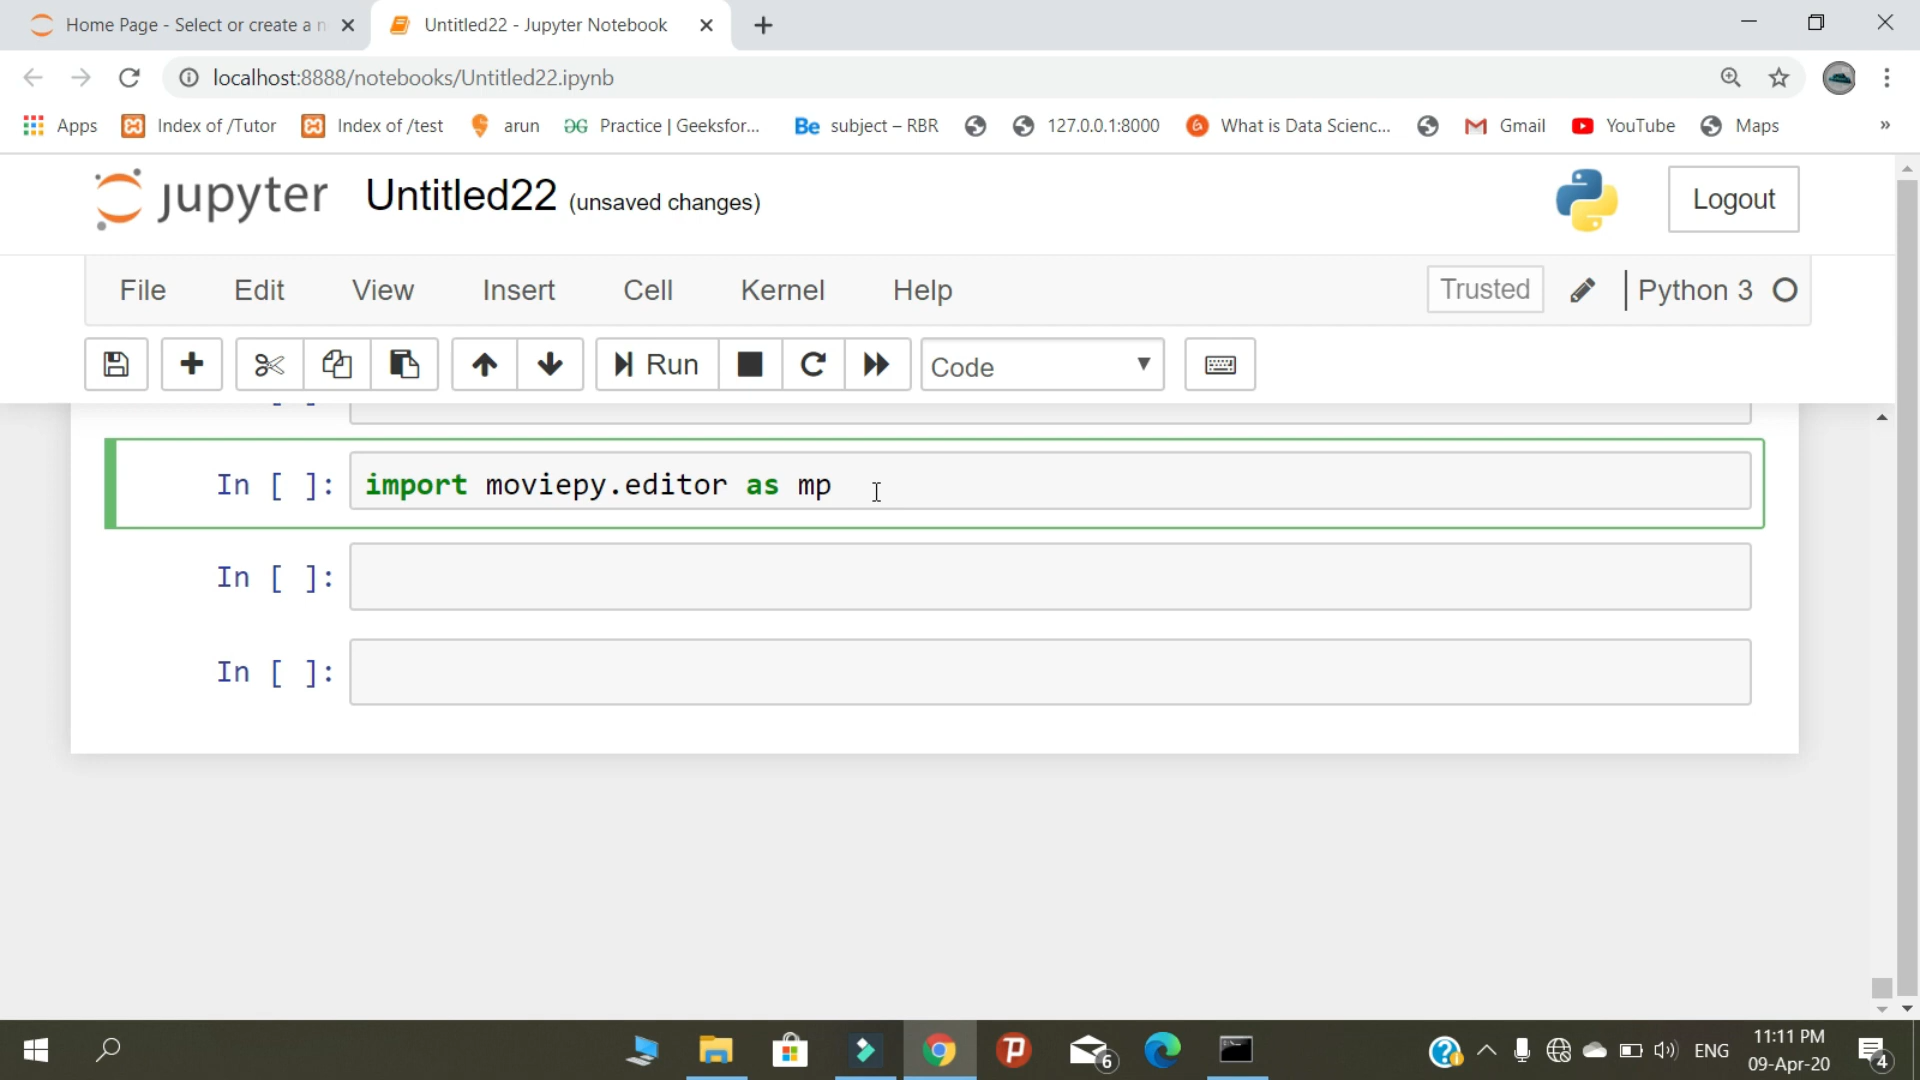 Home Page - Select or create a n
Untitled22 - Jupyter Notebook
localhost:8888/notebooks/Untitled22.ipynb
Apps Index of /Tutor Index of /test arun Practice | Geeksfor... Be subject – RBR 127.0.0.1:8000 What is Data Scienc... Gmail YouTube Maps »
jupyter Untitled22 (unsaved changes) Logout
File Edit View Insert Cell Kernel Help Trusted Python 3
Run Code
In [ ]: import moviepy.editor as mp
In [ ]:
In [ ]:
6 ENG 11:11 PM
09-Apr-20 4